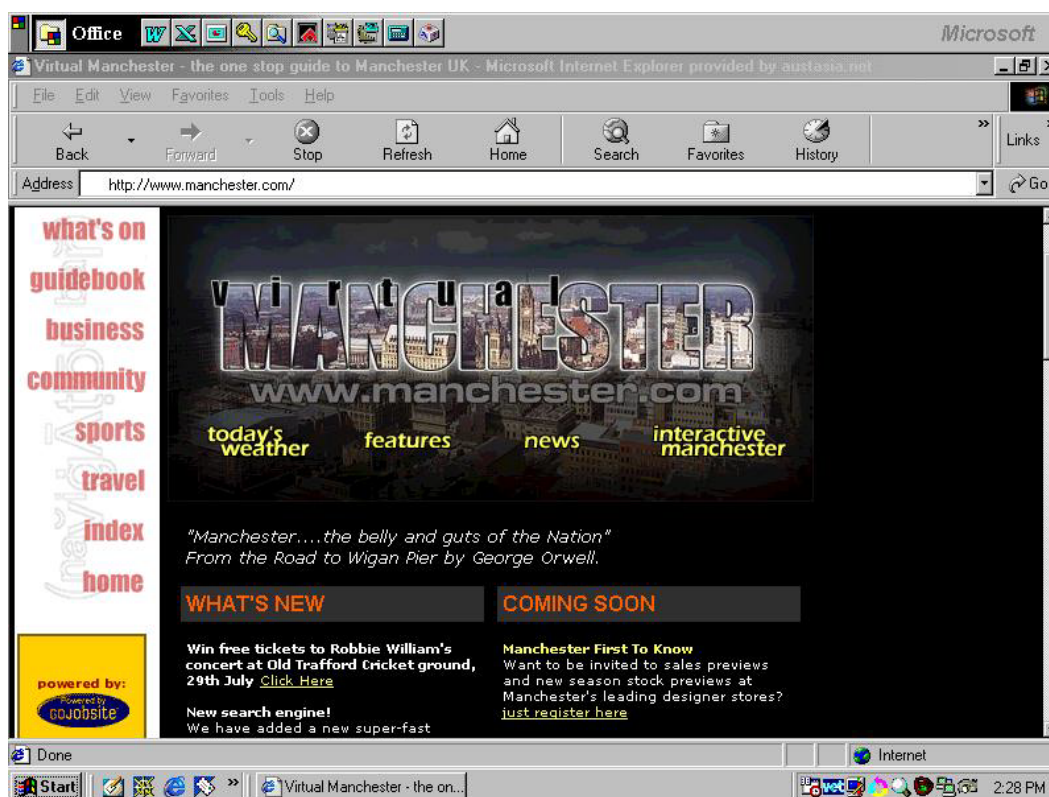 Office
Microsoft
Virtual Manchester - the one stop guide to Manchester UK - Microsoft Internet Explorer provided by austasia.net
File Edit View Favorites Tools Help
Back Forward Stop Refresh Home Search Favorites History » Links
Address http://www.manchester.com/ Go
what's on
guidebook
business
community
sports
travel
index
home
virtual
MANCHESTER
www.manchester.com
today's weather
features
news
interactive manchester
"Manchester....the belly and guts of the Nation"
From the Road to Wigan Pier by George Orwell.
WHAT'S NEW
Win free tickets to Robbie William's
concert at Old Trafford Cricket ground,
29th July Click Here
New search engine!
We have added a new super-fast
COMING SOON
Manchester First To Know
Want to be invited to sales previews
and new season stock previews at
Manchester's leading designer stores?
just register here
powered by:
Powered by
GOJobsite
Done
Internet
Start » Virtual Manchester - the on... vet 2:28 PM